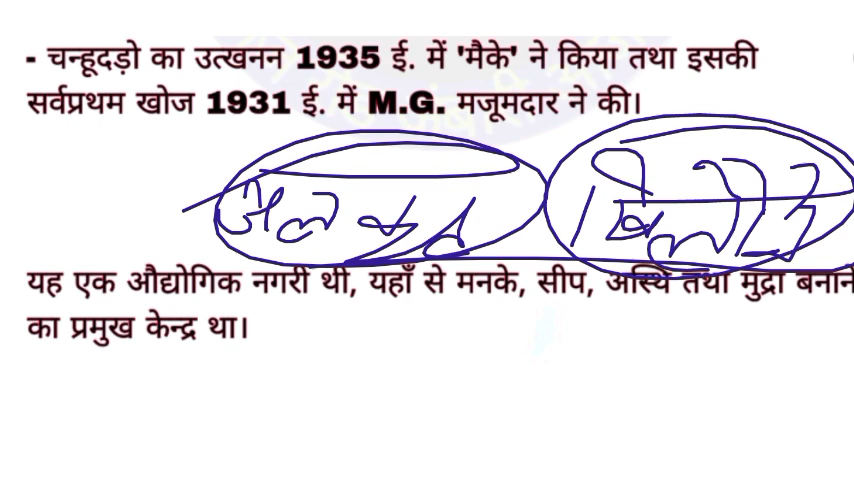 - चन्हूदड़ो का उत्खनन 1935 ई. में 'मैके' ने किया तथा इसकी
सर्वप्रथम खोज 1931 ई. में M.G. मजूमदार ने की।
यह एक औद्योगिक नगरी थी, यहाँ से मनके, सीप, अस्थि तथा मुद्रा बनाने
का प्रमुख केन्द्र था।